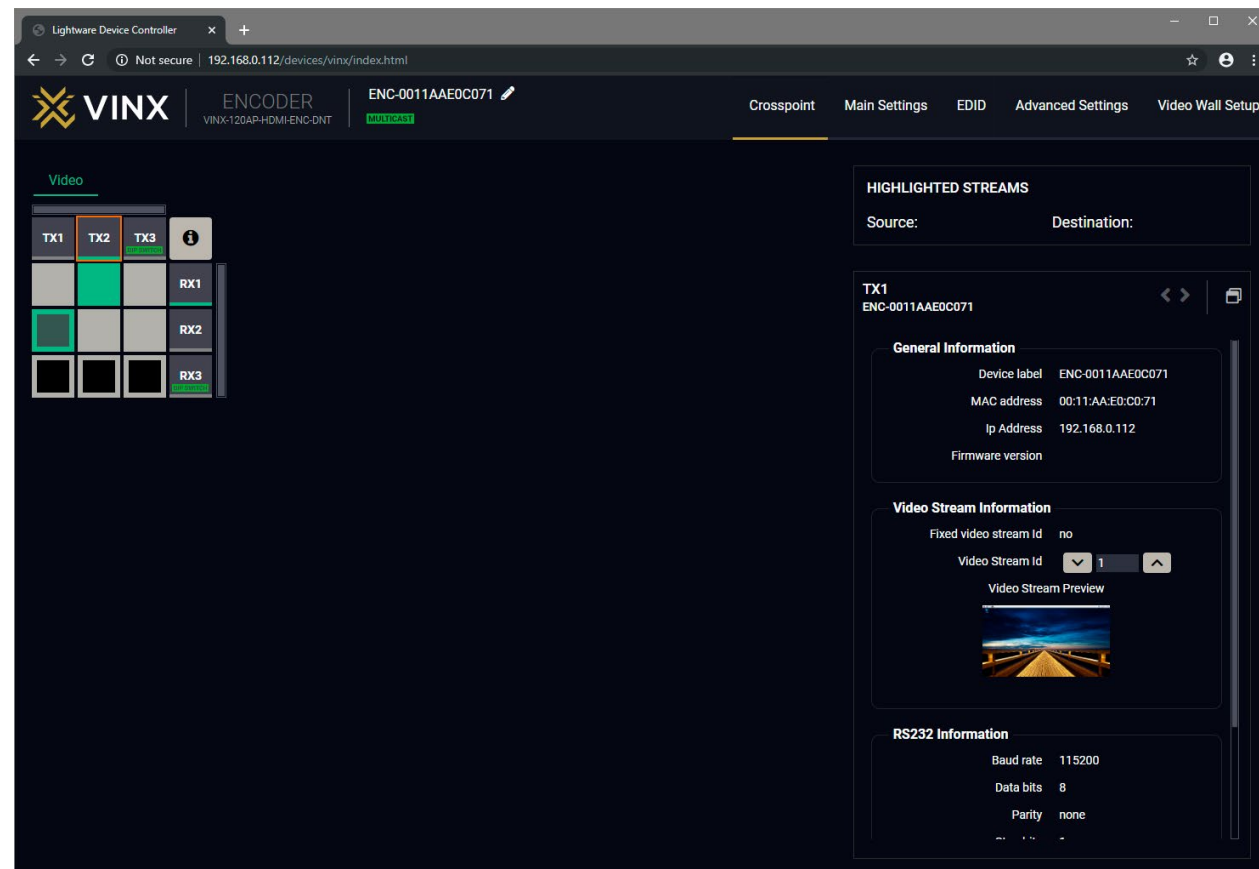 Lightware Device Controller
Not secure | 192.168.0.112/devices/vinx/index.html
VINX
ENCODER
VINX-120AP-HDMI-ENC-DNT
ENC-0011AAE0C071
MULTICAST
Crosspoint
Main Settings
EDID
Advanced Settings
Video Wall Setup
Video
TX1
TX2
TX3
DIP SWITCH
RX1
RX2
RX3
DIP SWITCH
HIGHLIGHTED STREAMS
Source:
Destination:
TX1
ENC-0011AAE0C071
General Information
Device label ENC-0011AAE0C071
MAC address 00:11:AA:E0:C0:71
Ip Address 192.168.0.112
Firmware version
Video Stream Information
Fixed video stream Id no
Video Stream Id 1
Video Stream Preview
RS232 Information
Baud rate 115200
Data bits 8
Parity none